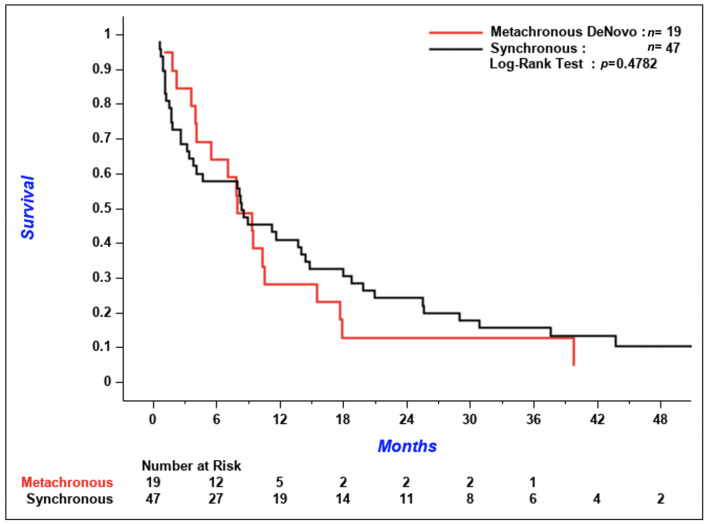 Metachronous DeNovo : n= 19
Synchronous : n= 47
Log-Rank Test : p=0.4782
Survival
1
0.9
0.8
0.7
0.6
0.5
0.4
0.3
0.2
0.1
0
0 6 12 18 24 30 36 42 48
Months
Number at Risk
Metachronous 19 12 5 2 2 2 1
Synchronous 47 27 19 14 11 8 6 4 2